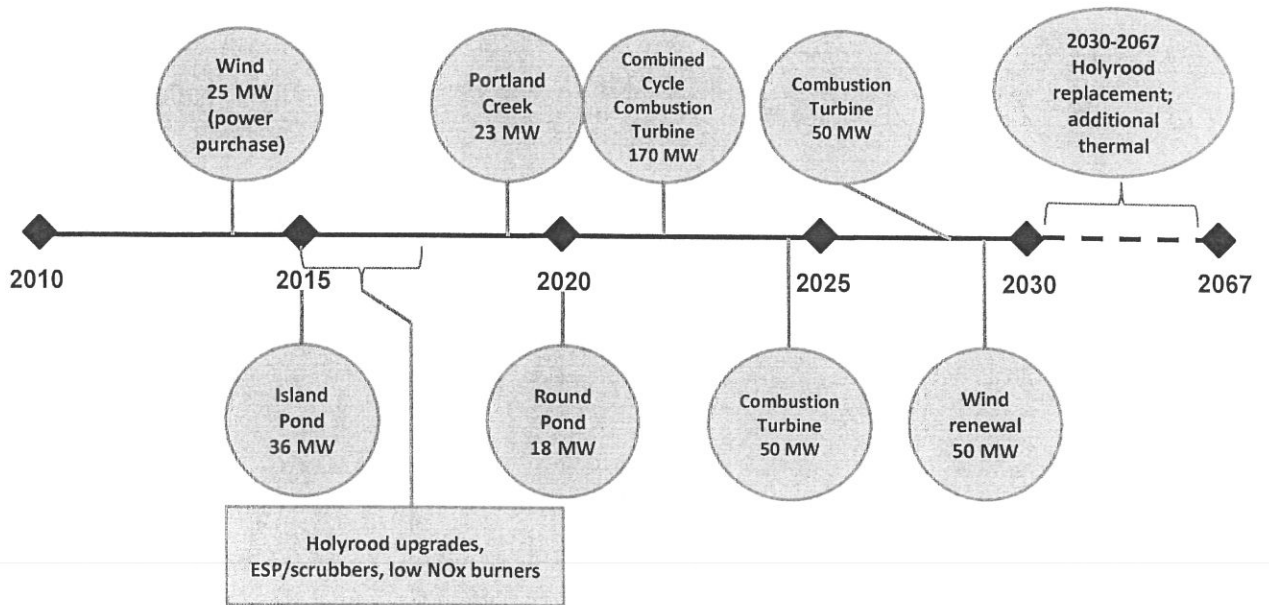 Wind
25 MW
(power
purchase)
Portland
Creek
23 MW
Combined
Cycle
Combustion
Turbine
170 MW
Combustion
Turbine
50 MW
2030-2067
Holyrood
replacement;
additional
thermal
2010
2015
2020
2025
2030
2067
Island
Pond
36 MW
Round
Pond
18 MW
Combustion
Turbine
50 MW
Wind
renewal
50 MW
Holyrood upgrades,
ESP/scrubbers, low NOx burners